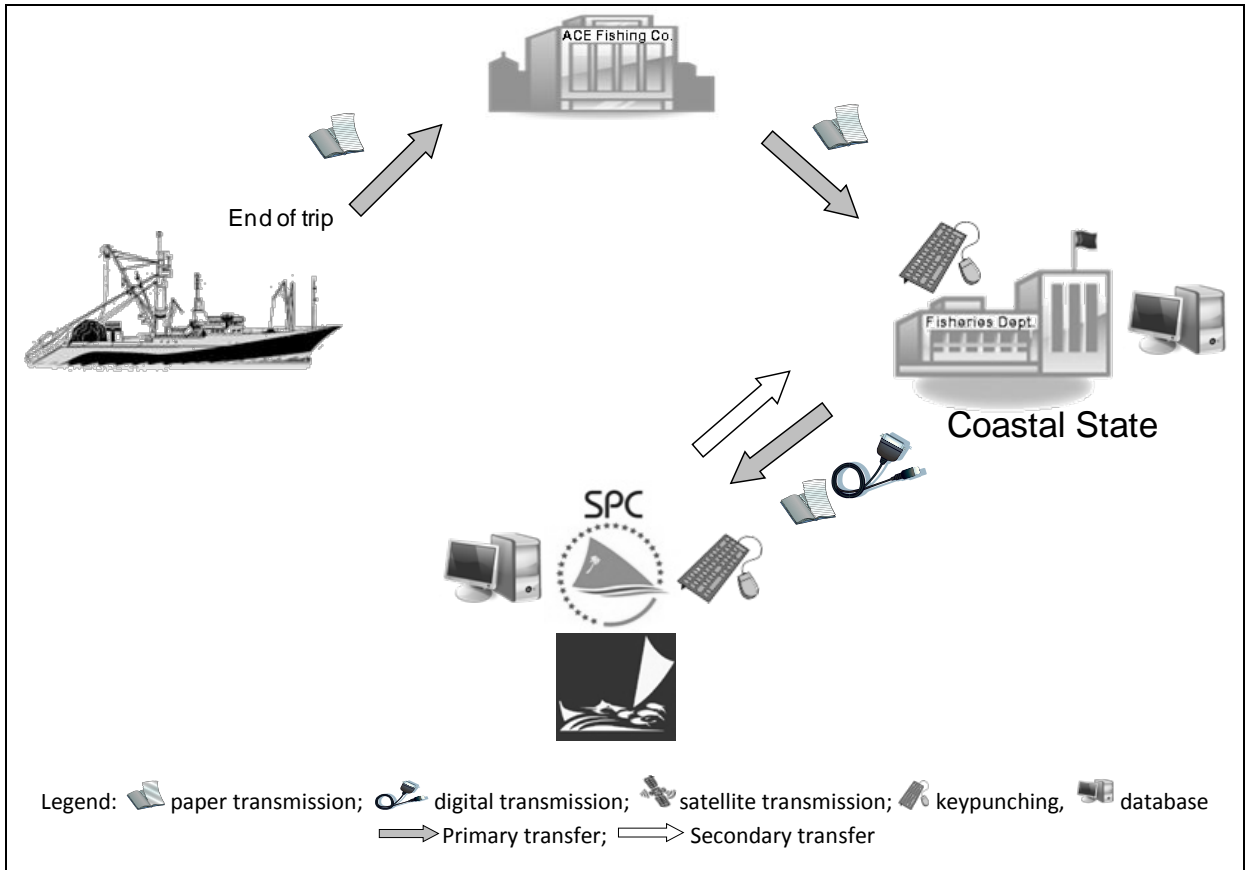 ACE Fishing Co.
End of trip
Fisheries Dept.
Coastal State
SPC
Legend: paper transmission; digital transmission; satellite transmission; keypunching, database
Primary transfer; Secondary transfer